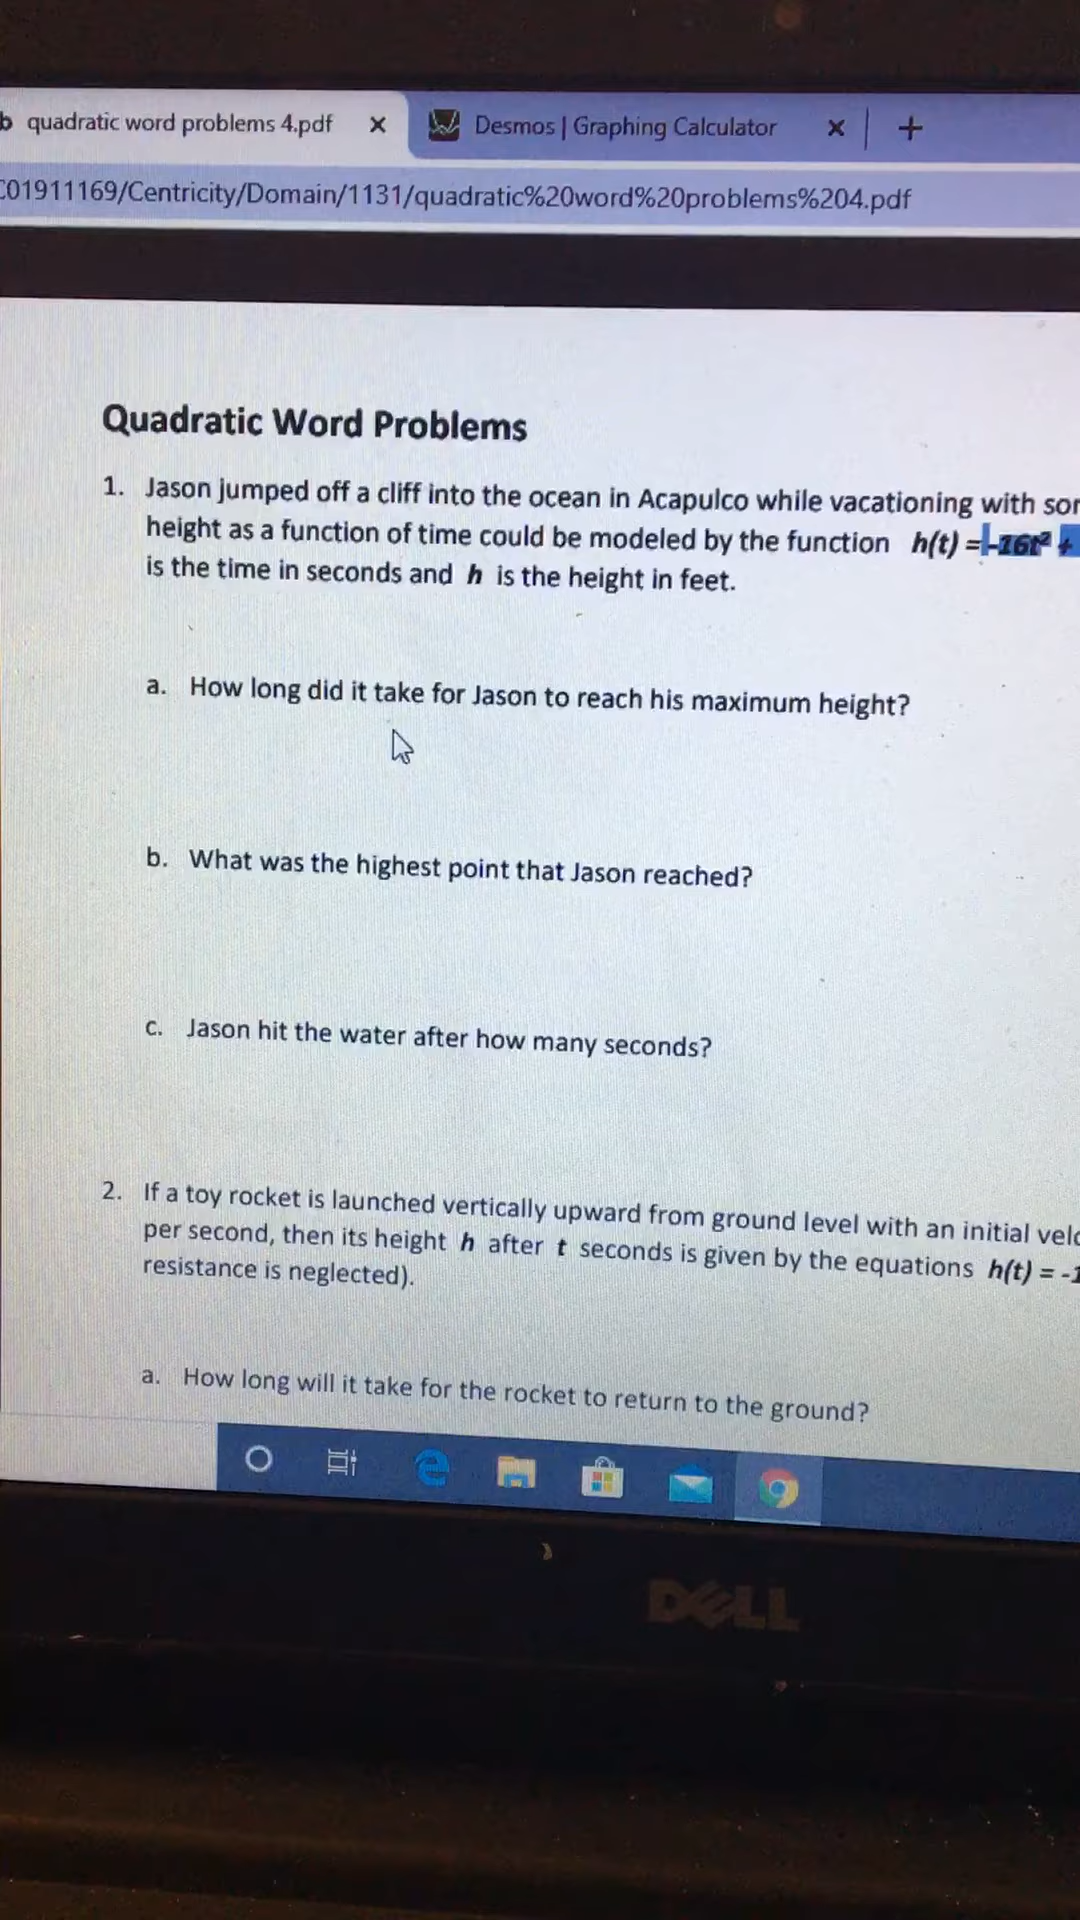 b quadratic word problems 4.pdf × Desmos | Graphing Calculator × +
C01911169/Centricity/Domain/1131/quadratic%20word%20problems%204.pdf
Quadratic Word Problems
1. Jason jumped off a cliff into the ocean in Acapulco while vacationing with
height as a function of time could be modeled by the function h(t) = -16t² +
is the time in seconds and h is the height in feet.
a. How long did it take for Jason to reach his maximum height?
b. What was the highest point that Jason reached?
c. Jason hit the water after how many seconds?
2. If a toy rocket is launched vertically upward from ground level with an initial
per second, then its height h after t seconds is given by the equations h(t) = -1
resistance is neglected).
a. How long will it take for the rocket to return to the ground?
DELL